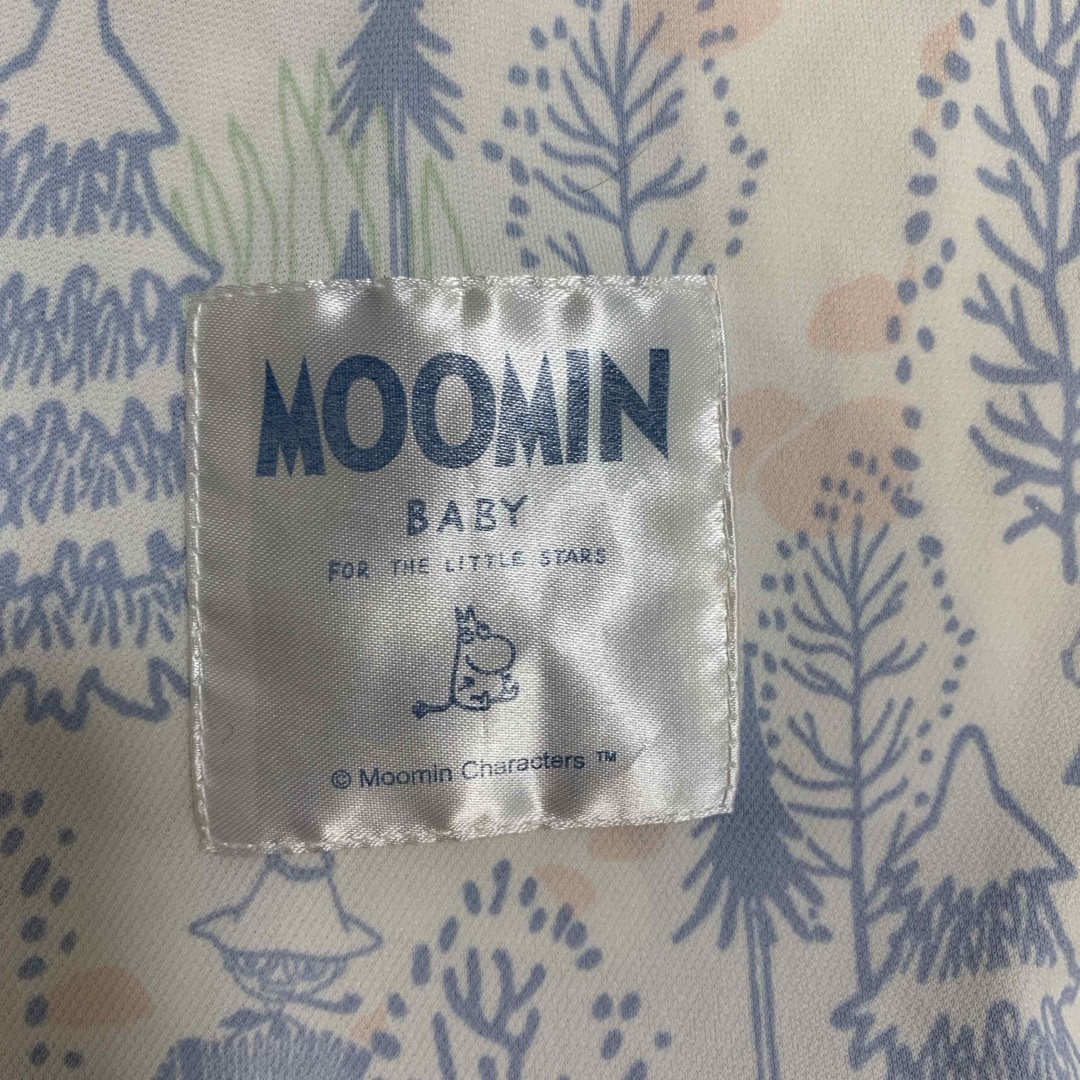 MOOMIN
BABY
FOR THE LITTLE STARS
© Moomin Characters ™